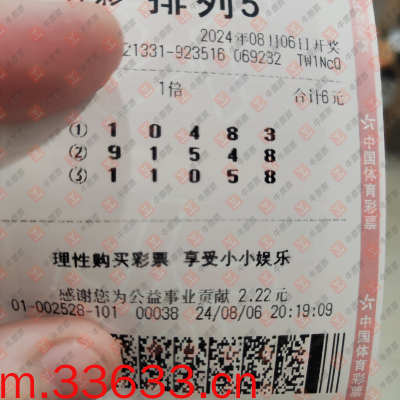 排列5
2024年08月06日开奖
21331-923516 069232 TW1NcQ
1倍 合计6元
① 1 0 4 8 3
② 9 1 5 4 8
③ 1 1 0 5 8
理性购买彩票 享受小小娱乐
感谢您为公益事业贡献 2.22元
01-002528-101 00038 24/08/06 20:19:09
中国体育彩票
中国体育彩票
m.33633.cn